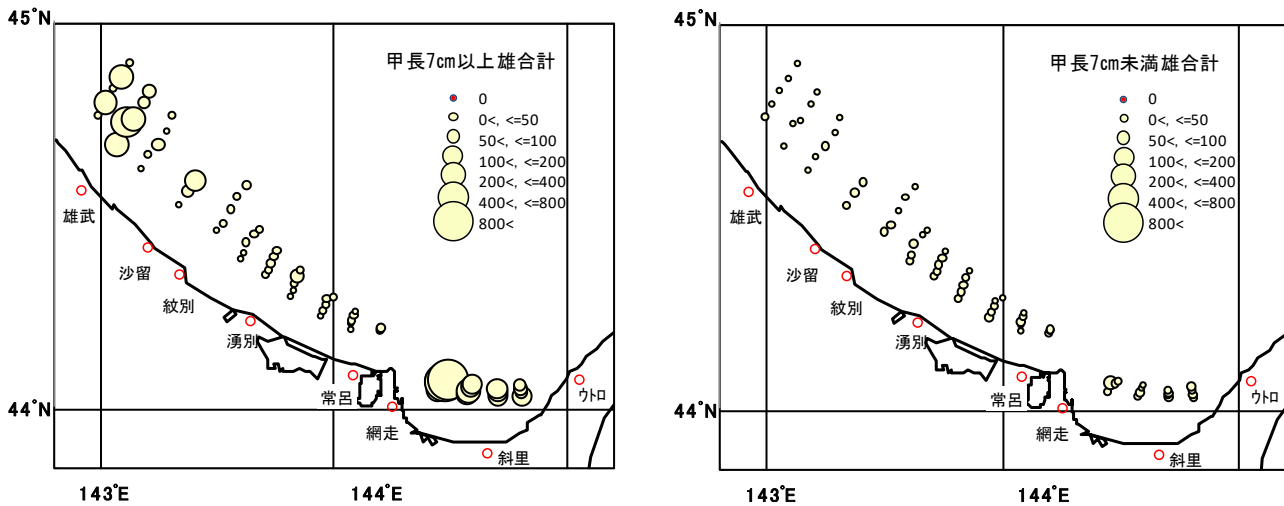 45°N
甲長7cm以上雄合計
0
0<, <=50
50<, <=100
100<, <=200
200<, <=400
400<, <=800
800<
雄武
沙留
紋別
湧別
常呂
網走
斜里
ウトロ
44°N
143°E
144°E
45°N
甲長7cm未満雄合計
0
0<, <=50
50<, <=100
100<, <=200
200<, <=400
400<, <=800
800<
雄武
沙留
紋別
湧別
常呂
網走
斜里
ウトロ
44°N
143°E
144°E